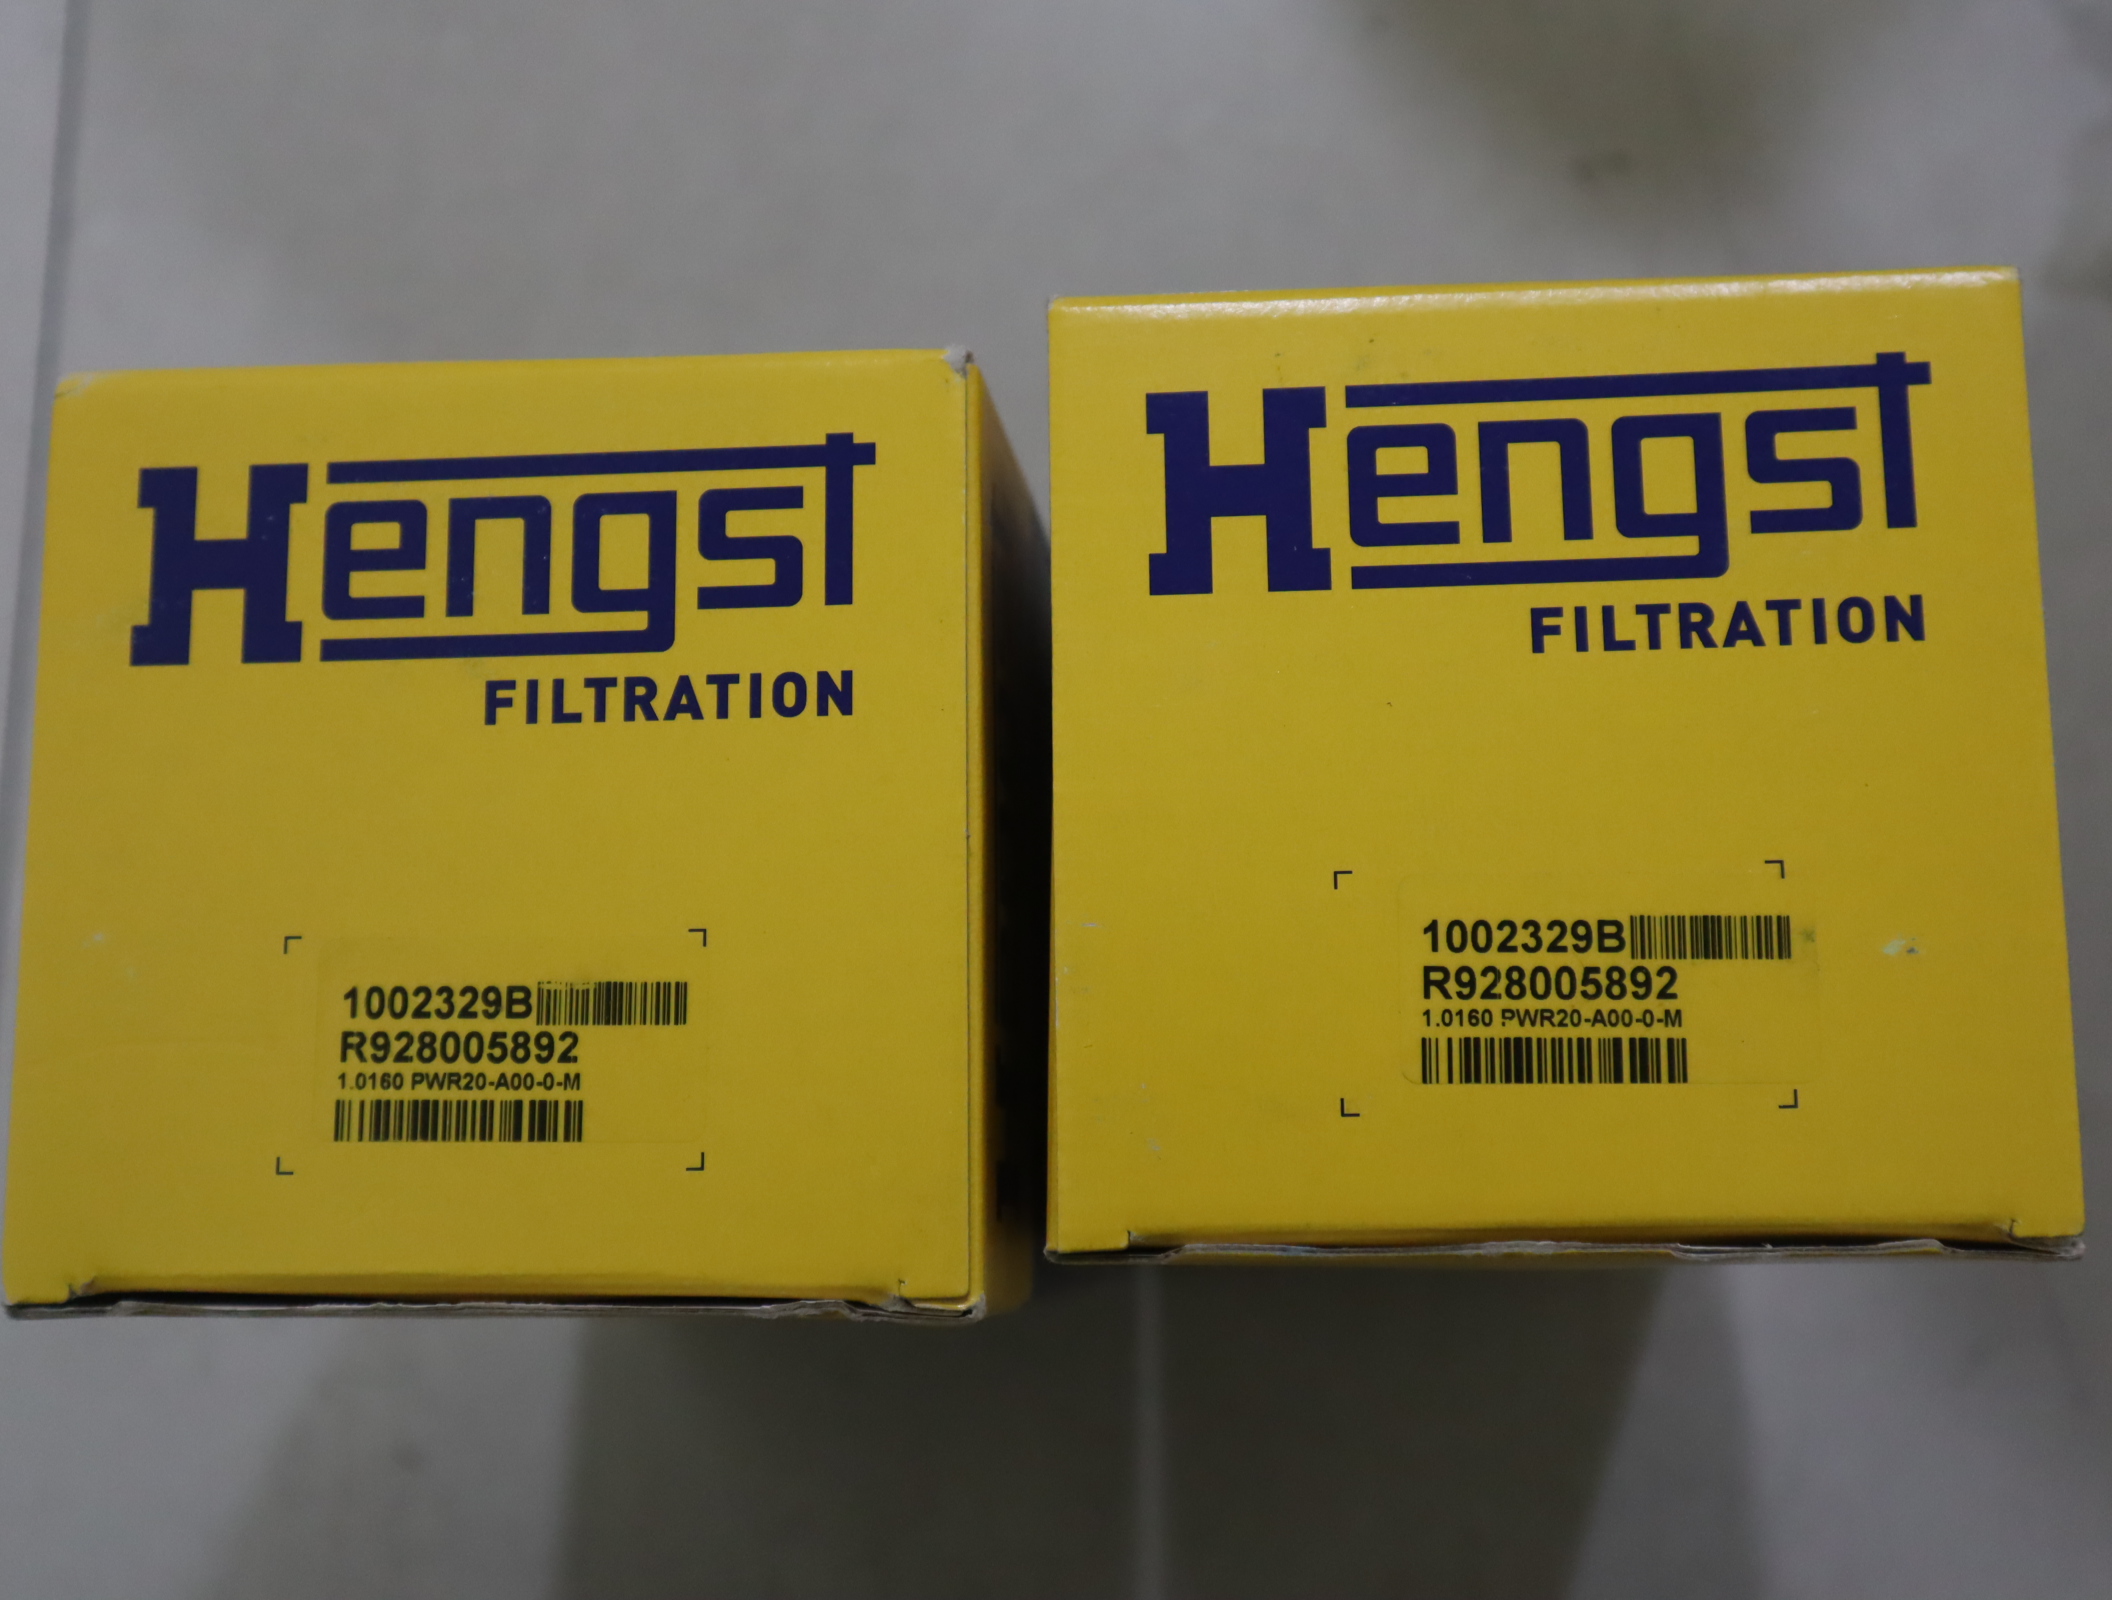 Hengst
FILTRATION
1002329B
R928005892
1.0160 PWR20-A00-0-M
Hengst
FILTRATION
1002329B
R928005892
1.0160 PWR20-A00-0-M